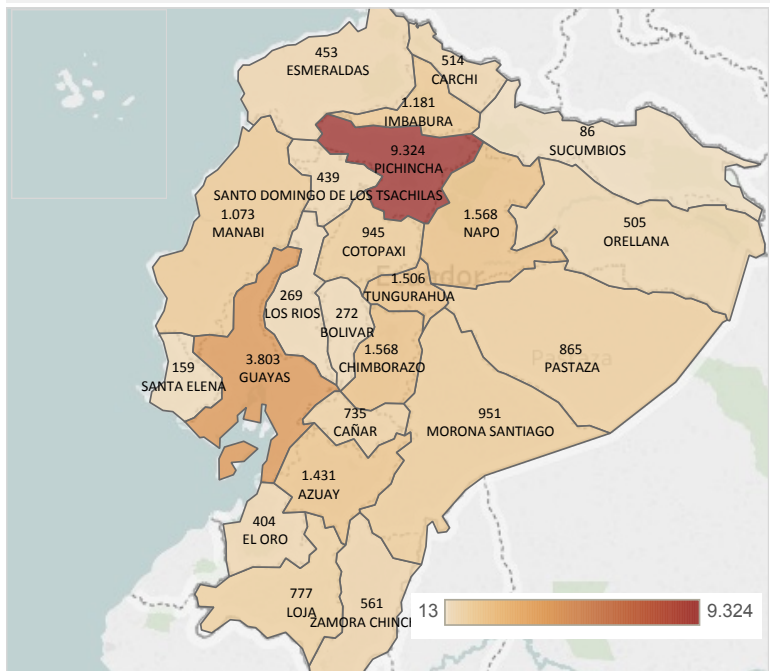 453
ESMERALDAS
514
CARCHI
1.181
IMBABURA
86
SUCUMBIOS
9.324
PICHINCHA
439
SANTO DOMINGO DE LOS TSACHILAS
1.073
MANABI
1.568
NAPO
505
ORELLANA
945
COTOPAXI
Ecuador
1.506
TUNGURAHUA
269
LOS RIOS
272
BOLIVAR
1.568
CHIMBORAZO
865
Pastaza
PASTAZA
159
SANTA ELENA
3.803
GUAYAS
735
CAÑAR
951
MORONA SANTIAGO
1.431
AZUAY
404
EL ORO
777
LOJA
561
ZAMORA CHINCI
13
9.324